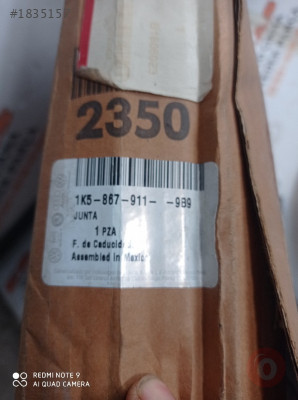 #183515
2350
1K5-867-911- -9B9
JUNTA
1 PZA
F. de Caducidad
Assembled in Mexico
REDMI NOTE 9
AI QUAD CAMERA